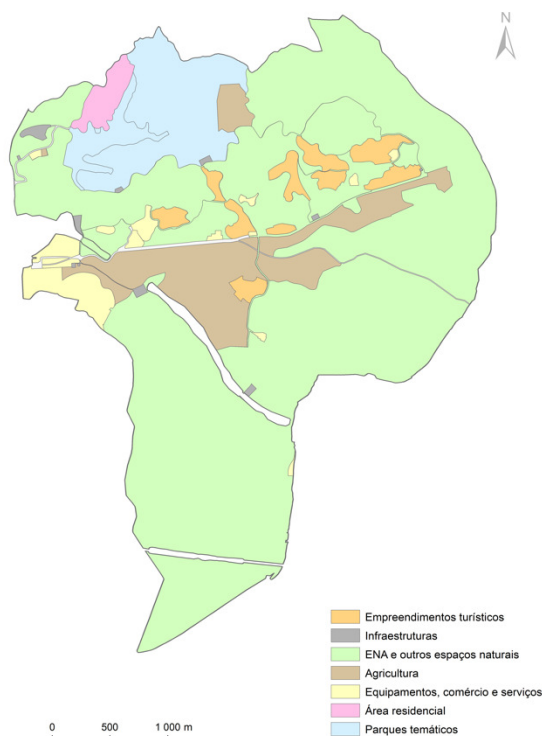 N
Empreendimentos turísticos
Infraestruturas
ENA e outros espaços naturais
Agricultura
Equipamentos, comércio e serviços
Área residencial
Parques temáticos
0 500 1 000 m